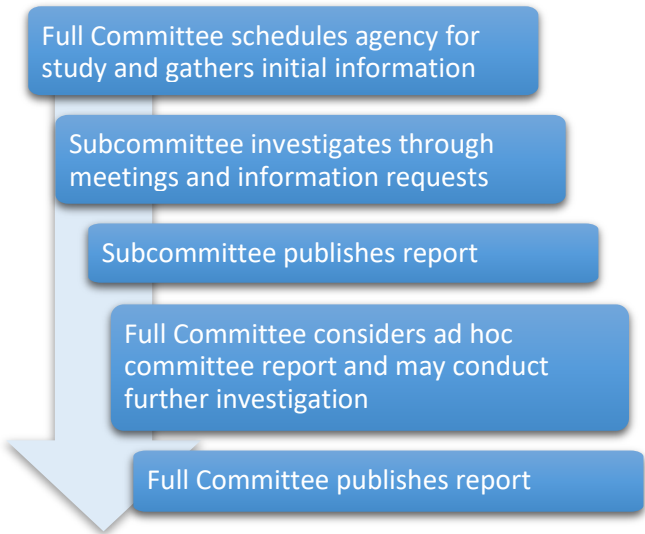 Full Committee schedules agency for
study and gathers initial information
Subcommittee investigates through
meetings and information requests
Subcommittee publishes report
Full Committee considers ad hoc
committee report and may conduct
further investigation
Full Committee publishes report